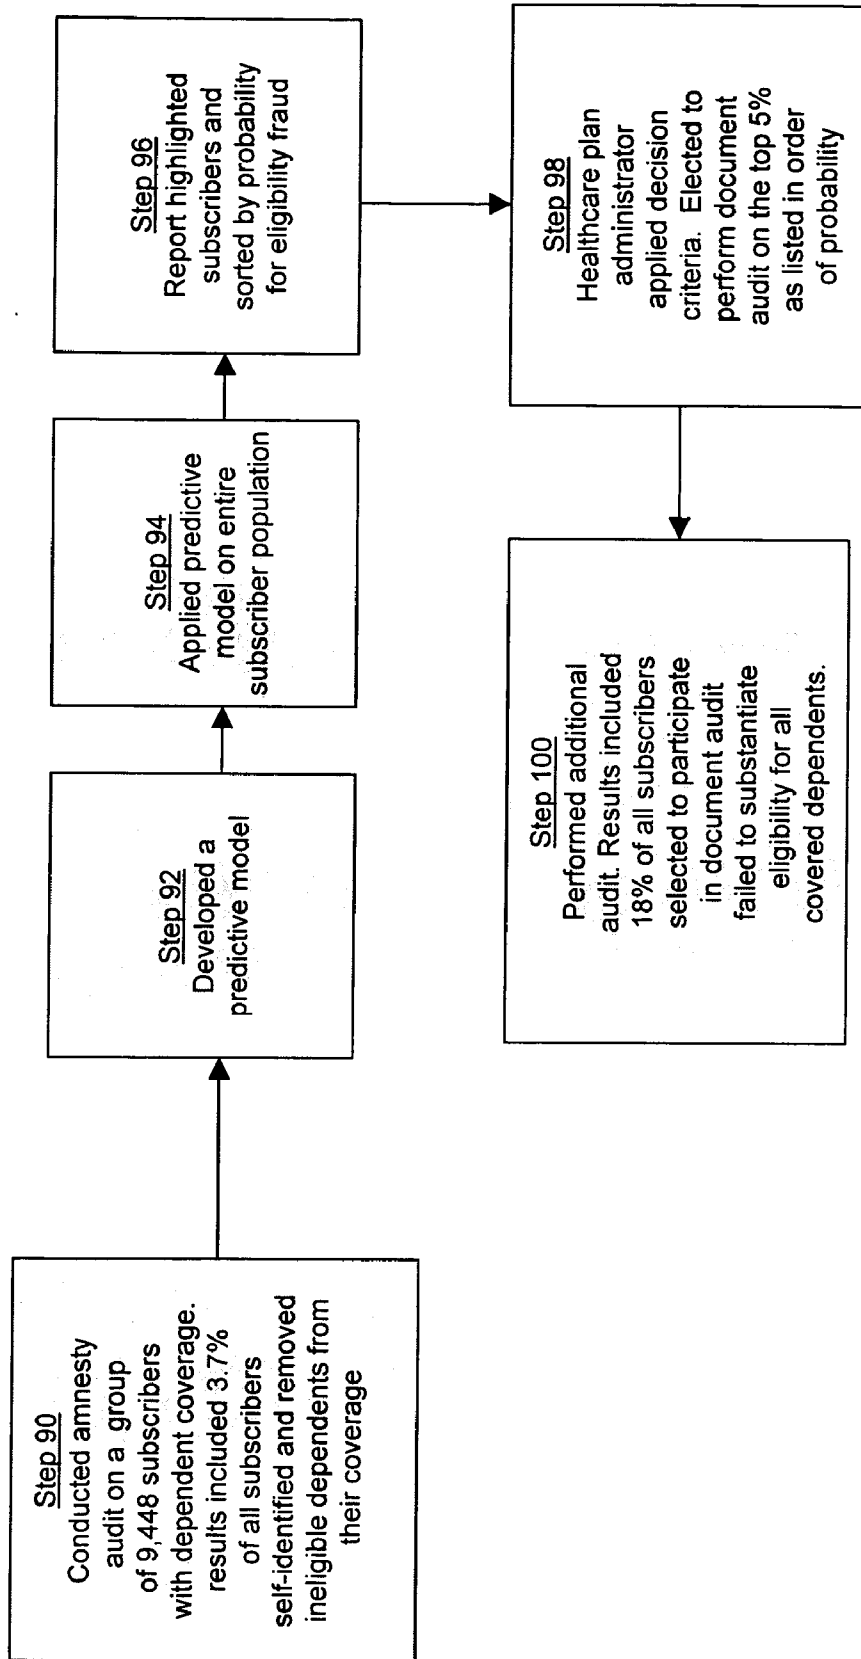 Step 90
Conducted amnesty
audit on a group
of 9,448 subscribers
with dependent coverage.
results included 3.7%
of all subscribers
self-identified and removed
ineligible dependents from
their coverage
Step 92
Developed a
predictive model
Step 94
Applied predictive
model on entire
subscriber population
Step 96
Report highlighted
subscribers and
sorted by probability
for eligibility fraud
Step 98
Healthcare plan
administrator
applied decision
criteria. Elected to
perform document
audit on the top 5%
as listed in order
of probability
Step 100
Performed additional
audit. Results included
18% of all subscribers
selected to participate
in document audit
failed to substantiate
eligibility for all
covered dependents.